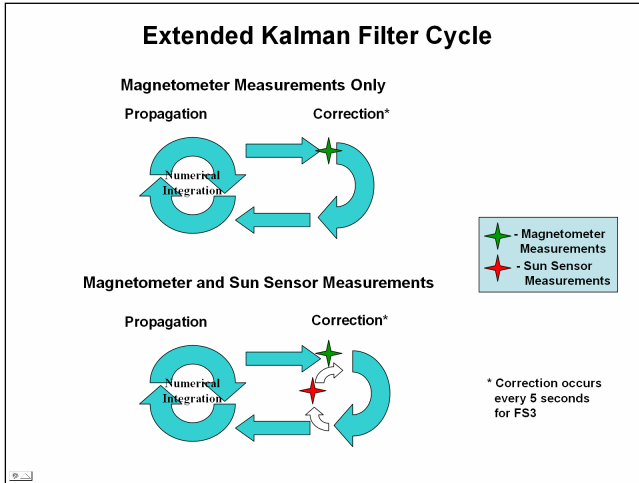 Extended Kalman Filter Cycle
Magnetometer Measurements Only
Propagation
Correction*
Numerical
Integration
- Magnetometer
Measurements
- Sun Sensor
Measurements
Magnetometer and Sun Sensor Measurements
Propagation
Correction*
Numerical
Integration
* Correction occurs
every 5 seconds
for FS3